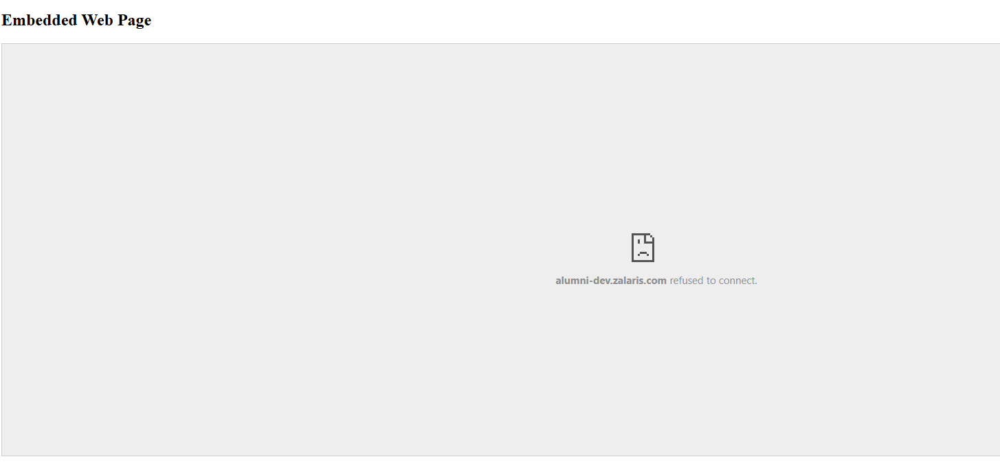 Embedded Web Page
alumni-dev.zalaris.com refused to connect.